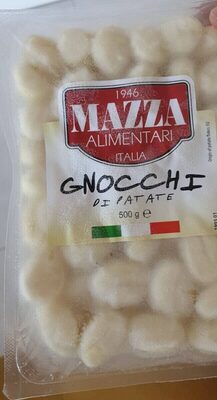 1946
MAZZA
ALIMENTARI
ITALIA
GNOCCHI
DI PATATE
500 g e